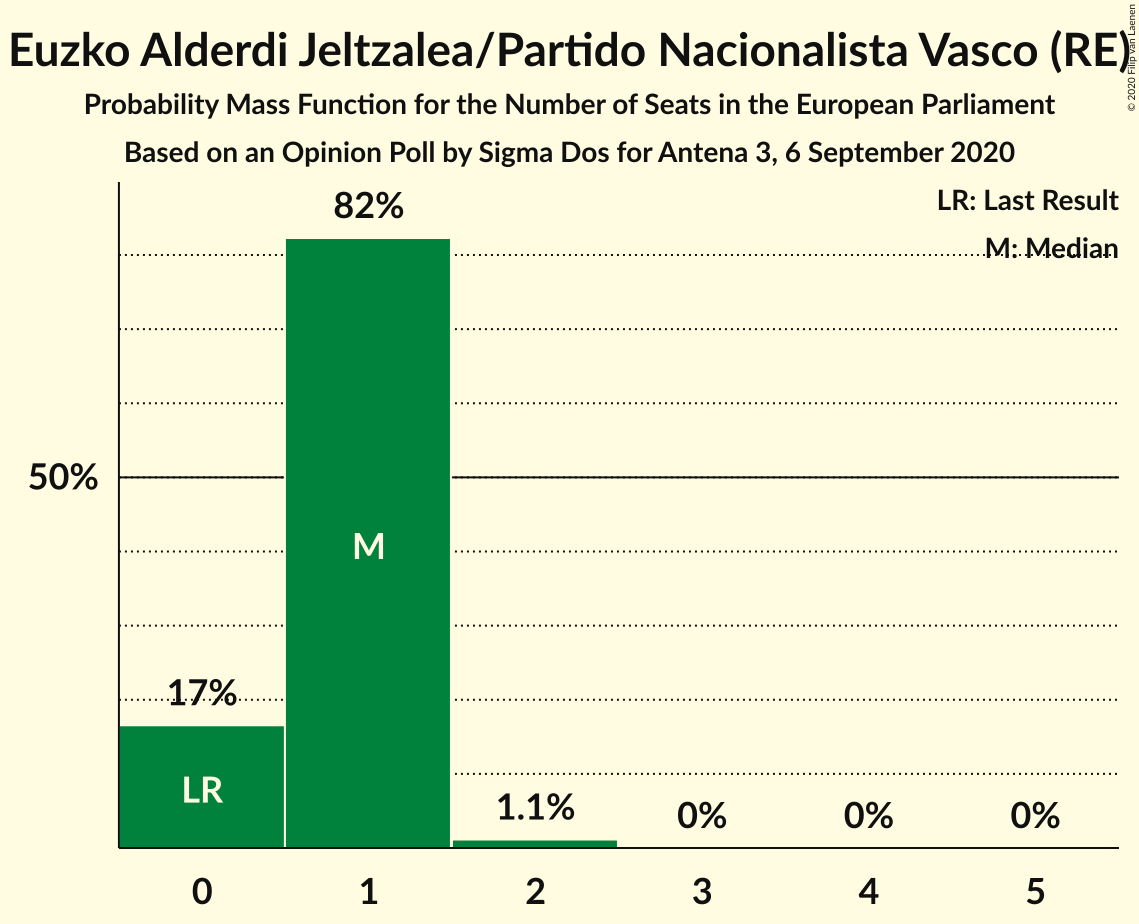 Euzko Alderdi Jeltzalea/Partido Nacionalista Vasco (RE)
© 2020 Filip van Laenen
Probability Mass Function for the Number of Seats in the European Parliament
Based on an Opinion Poll by Sigma Dos for Antena 3, 6 September 2020
LR: Last Result
M: Median
82%
50%
M
17%
LR
1.1%
0%
0%
0%
0 1 2 3 4 5